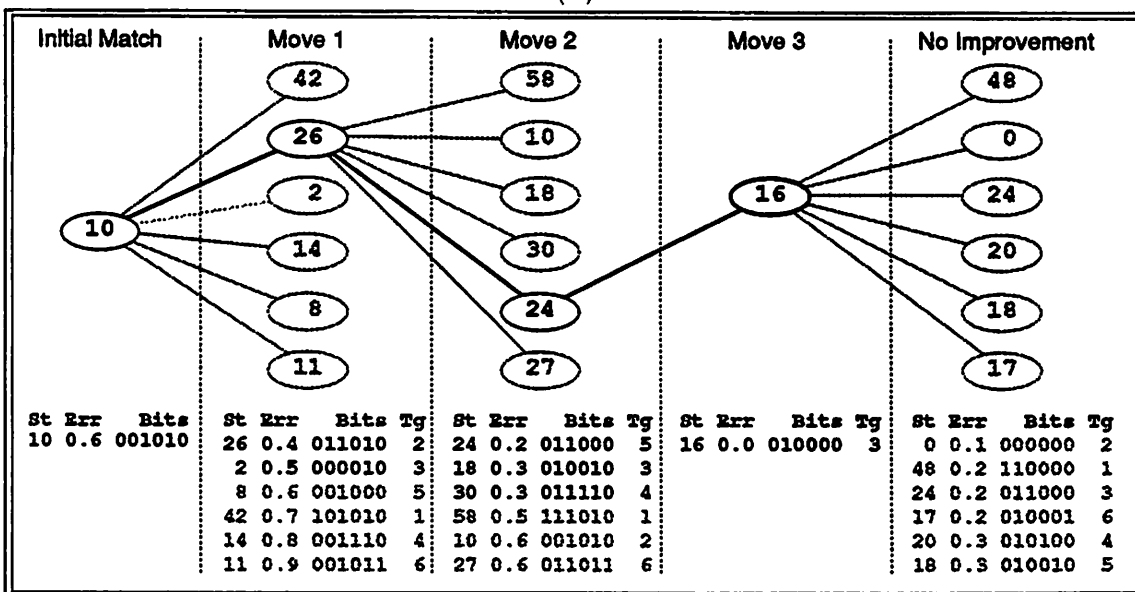 Initial Match
10
St Err Bits
10 0.6 001010
Move 1
42
26
2
14
8
11
St Err Bits Tg
26 0.4 011010 2
2 0.5 000010 3
8 0.6 001000 5
42 0.7 101010 1
14 0.8 001110 4
11 0.9 001011 6
Move 2
58
10
18
30
24
27
St Err Bits Tg
24 0.2 011000 5
18 0.3 010010 3
30 0.3 011110 4
58 0.5 111010 1
10 0.6 001010 2
27 0.6 011011 6
Move 3
16
St Err Bits Tg
16 0.0 010000 3
No Improvement
48
0
24
20
18
17
St Err Bits Tg
0 0.1 000000 2
48 0.2 110000 1
24 0.2 011000 3
17 0.2 010001 6
20 0.3 010100 4
18 0.3 010010 5